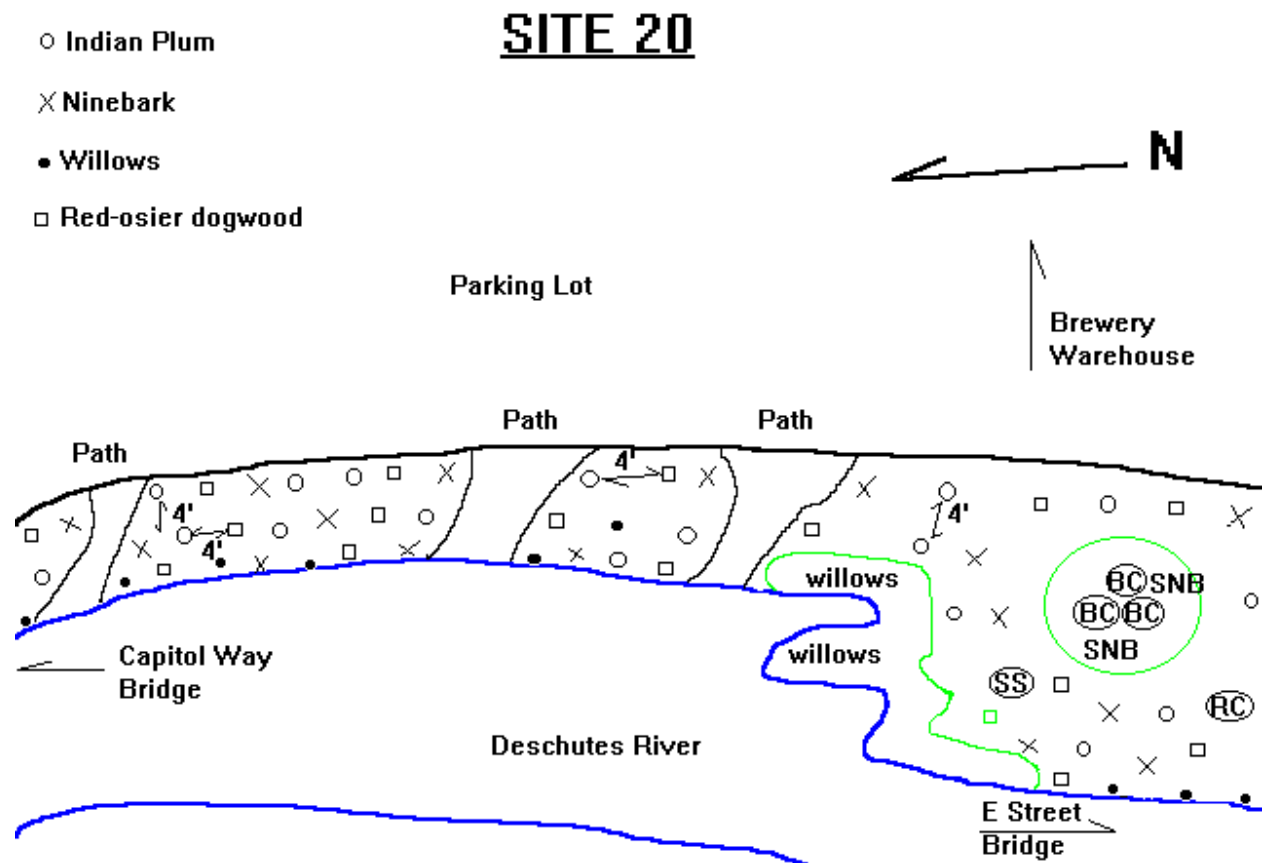 SITE 20
Indian Plum
Ninebark
Willows
Red-osier dogwood
N
Parking Lot
Brewery
Warehouse
Path
Path
Path
4'
4'
4'
4'
willows
willows
BC SNB
BC BC
SNB
SS
RC
Capitol Way
Bridge
Deschutes River
E Street
Bridge